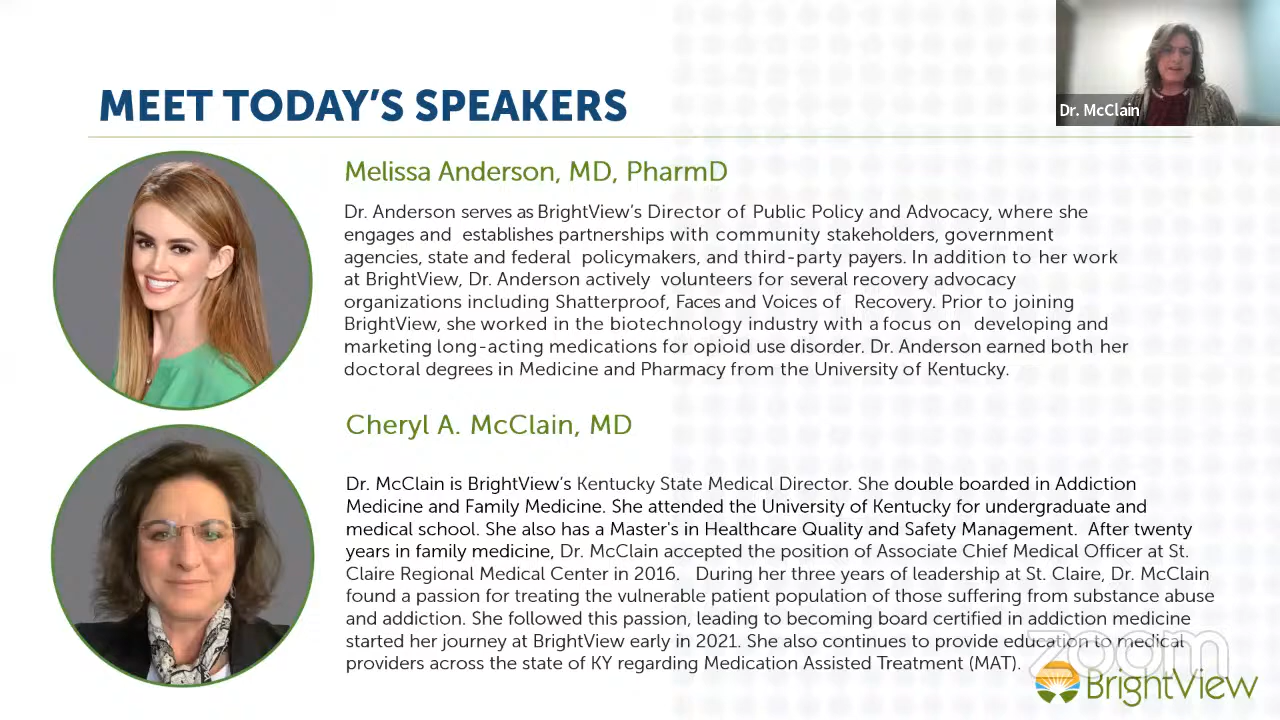 MEET TODAY'S SPEAKERS
Dr. McClain
Melissa Anderson, MD, PharmD
Dr. Anderson serves as BrightView's Director of Public Policy and Advocacy, where she
engages and establishes partnerships with community stakeholders, government
agencies, state and federal policymakers, and third-party payers. In addition to her work
at BrightView, Dr. Anderson actively volunteers for several recovery advocacy
organizations including Shatterproof, Faces and Voices of Recovery. Prior to joining
BrightView, she worked in the biotechnology industry with a focus on developing and
marketing long-acting medications for opioid use disorder. Dr. Anderson earned both her
doctoral degrees in Medicine and Pharmacy from the University of Kentucky.
Cheryl A. McClain, MD
Dr. McClain is BrightView's Kentucky State Medical Director. She double boarded in Addiction
Medicine and Family Medicine. She attended the University of Kentucky for undergraduate and
medical school. She also has a Master's in Healthcare Quality and Safety Management. After twenty
years in family medicine, Dr. McClain accepted the position of Associate Chief Medical Officer at St.
Claire Regional Medical Center in 2016. During her three years of leadership at St. Claire, Dr. McClain
found a passion for treating the vulnerable patient population of those suffering from substance abuse
and addiction. She followed this passion, leading to becoming board certified in addiction medicine
started her journey at BrightView early in 2021. She also continues to provide education to medical
providers across the state of KY regarding Medication Assisted Treatment (MAT).
zoom
BrightView